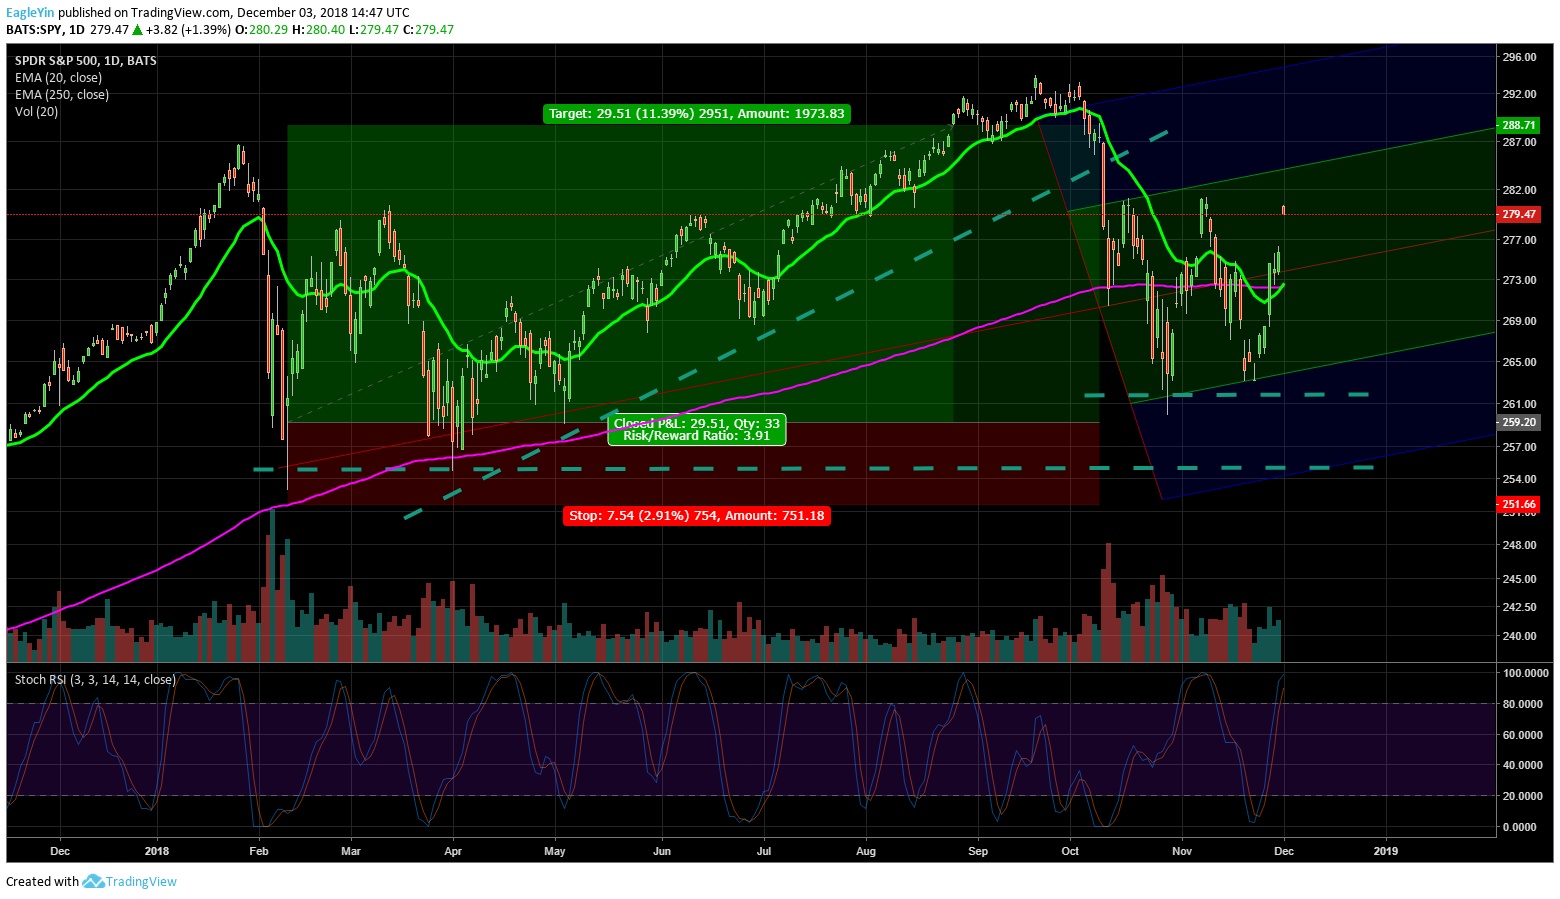 EagleYin published on TradingView.com, December 03, 2018 14:47 UTC
BATS:SPY, 1D 279.47 ▲ +3.82 (+1.39%) O:280.29 H:280.40 L:279.47 C:279.47
SPDR S&P 500, 1D, BATS
EMA (20, close)
EMA (250, close)
Vol (20)
Target: 29.51 (11.39%) 2951, Amount: 1973.83
Closed P&L: 29.51, Qty: 33
Risk/Reward Ratio: 3.91
Stop: 7.54 (2.91%) 754, Amount: 751.18
296.00
292.00
288.71
287.00
282.00
279.47
277.00
273.00
269.00
265.00
261.00
259.20
257.00
254.00
251.66
251.00
248.00
245.00
242.50
240.00
Stoch RSI (3, 3, 14, 14, close)
100.0000
80.0000
60.0000
40.0000
20.0000
0.0000
Dec 2018 Feb Mar Apr May Jun Jul Aug Sep Oct Nov Dec 2019
Created with TradingView